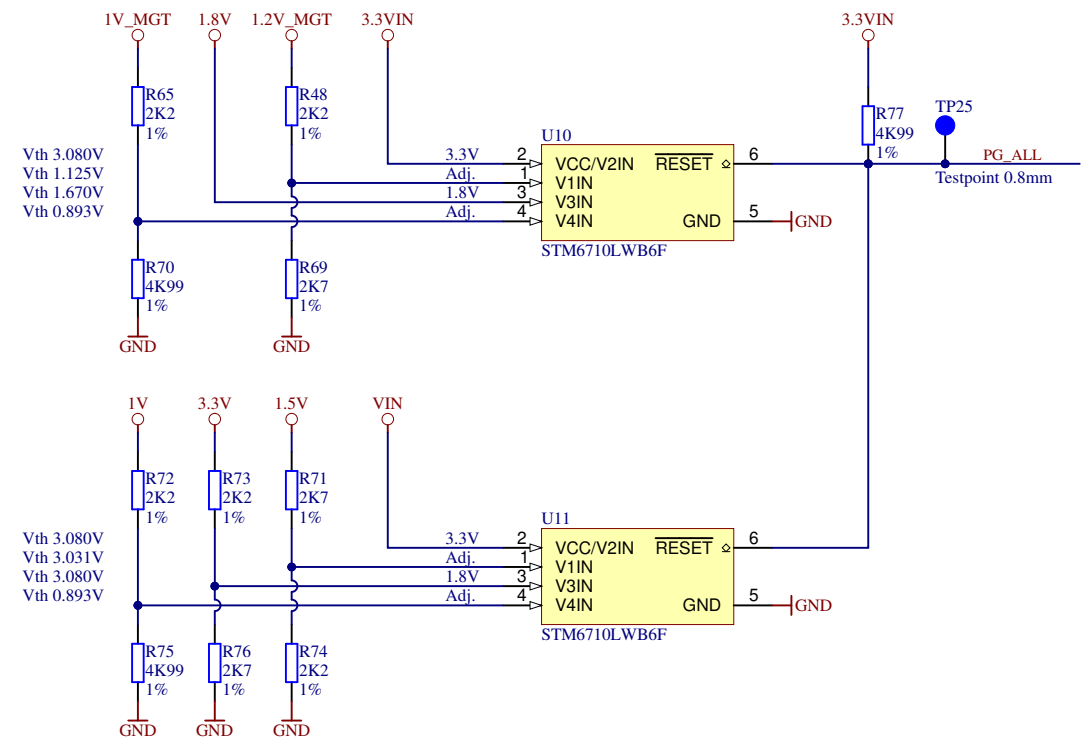 1V_MGT
1.8V
1.2V_MGT
3.3VIN
3.3VIN
R65
2K2
1%
R48
2K2
1%
R77
4K99
1%
TP25
PG_ALL
Testpoint 0.8mm
Vth 3.080V
Vth 1.125V
Vth 1.670V
Vth 0.893V
U10
3.3V 2 VCC/V2IN RESET 6
Adj. 1 V1IN
1.8V 3 V3IN
Adj. 4 V4IN GND 5 GND
STM6710LWB6F
R70
4K99
1%
GND
R69
2K7
1%
GND
1V
3.3V
1.5V
VIN
R72
2K2
1%
R73
2K2
1%
R71
2K7
1%
Vth 3.080V
Vth 3.031V
Vth 3.080V
Vth 0.893V
U11
3.3V 2 VCC/V2IN RESET 6
Adj. 1 V1IN
1.8V 3 V3IN
Adj. 4 V4IN GND 5 GND
STM6710LWB6F
R75
4K99
1%
GND
R76
2K7
1%
GND
R74
2K2
1%
GND